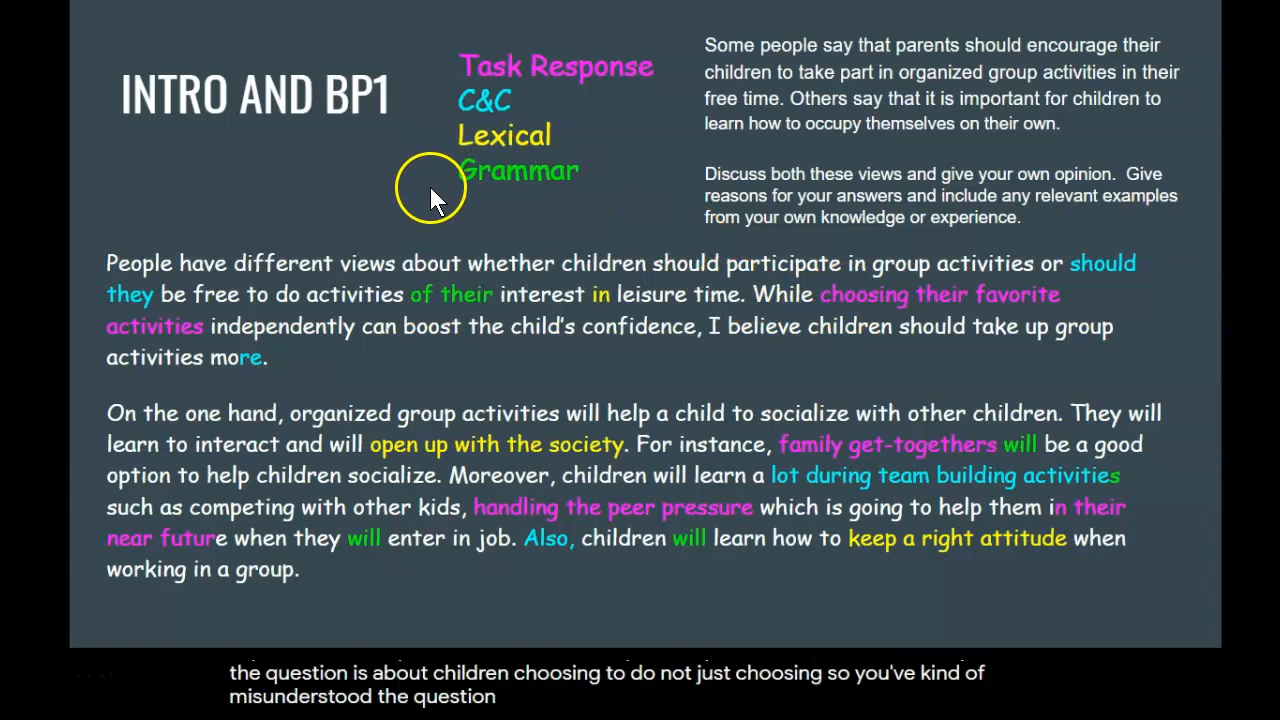 INTRO AND BP1
Task Response
C&C
Lexical
Grammar
Some people say that parents should encourage their
children to take part in organized group activities in their
free time. Others say that it is important for children to
learn how to occupy themselves on their own.
Discuss both these views and give your own opinion. Give
reasons for your answers and include any relevant examples
from your own knowledge or experience.
People have different views about whether children should participate in group activities or should
they be free to do activities of their interest in leisure time. While choosing their favorite
activities independently can boost the child's confidence, I believe children should take up group
activities more.
On the one hand, organized group activities will help a child to socialize with other children. They will
learn to interact and will open up with the society. For instance, family get-togethers will be a good
option to help children socialize. Moreover, children will learn a lot during team building activities
such as competing with other kids, handling the peer pressure which is going to help them in their
near future when they will enter in job. Also, children will learn how to keep a right attitude when
working in a group.
the question is about children choosing to do not just choosing so you've kind of
misunderstood the question